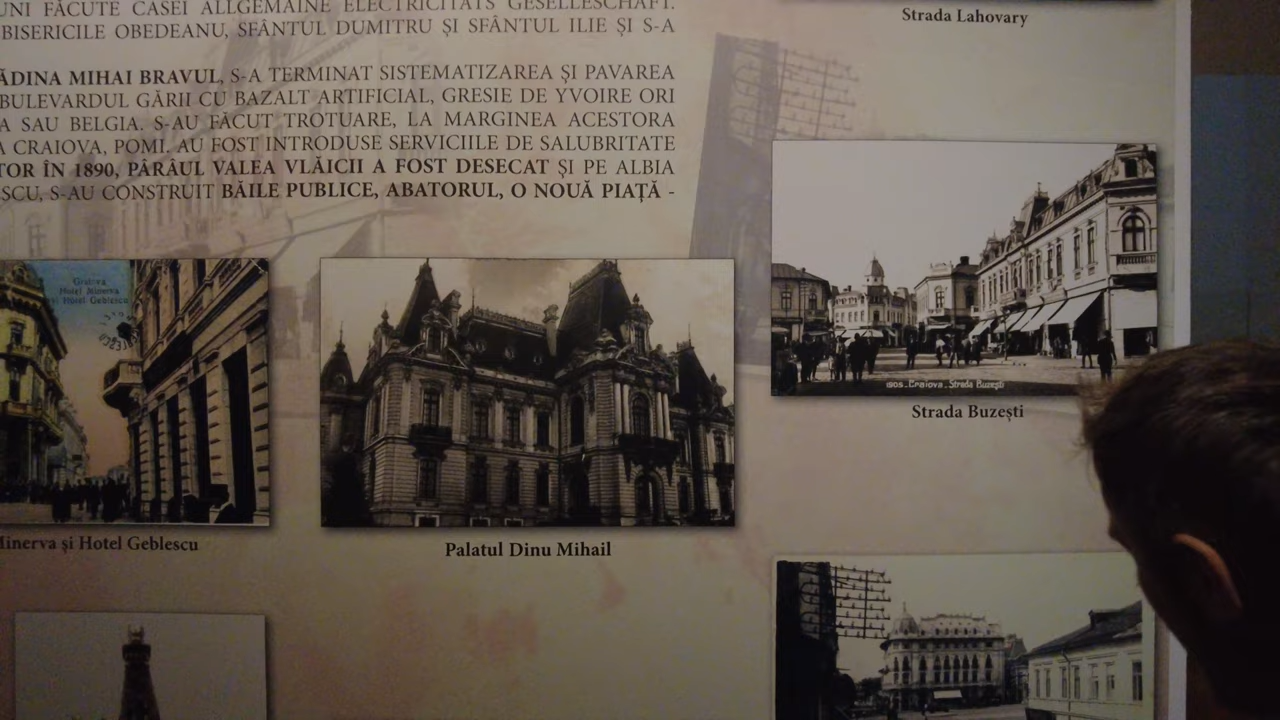 UNI FĂCUTE CASEI ALLGEMAINE ELECTRICITATS GESELLESCHAFT.
BISERICILE OBEDEANU, SFÂNTUL DUMITRU ȘI SFÂNTUL ILIE ȘI S-A
ĂDINA MIHAI BRAVUL, S-A TERMINAT SISTEMATIZAREA ȘI PAVAREA
BULEVARDUL GĂRII CU BAZALT ARTIFICIAL, GRESIE DE YVOIRE ORI
A SAU BELGIA. S-AU FĂCUT TROTUARE, LA MARGINEA ACESTORA
A CRAIOVA, POMI. AU FOST INTRODUSE SERVICIILE DE SALUBRITATE
TOR ÎN 1890, PÂRÂUL VALEA VLĂICII A FOST DESECAT ȘI PE ALBIA
ESCU, S-AU CONSTRUIT BĂILE PUBLICE, ABATORUL, O NOUĂ PIAȚĂ -
Strada Lahovary
Hotel Minerva
si Hotel Geblescu
Minerva și Hotel Geblescu
Palatul Dinu Mihail
1905 - Craiova - Strada Buzești
Strada Buzești